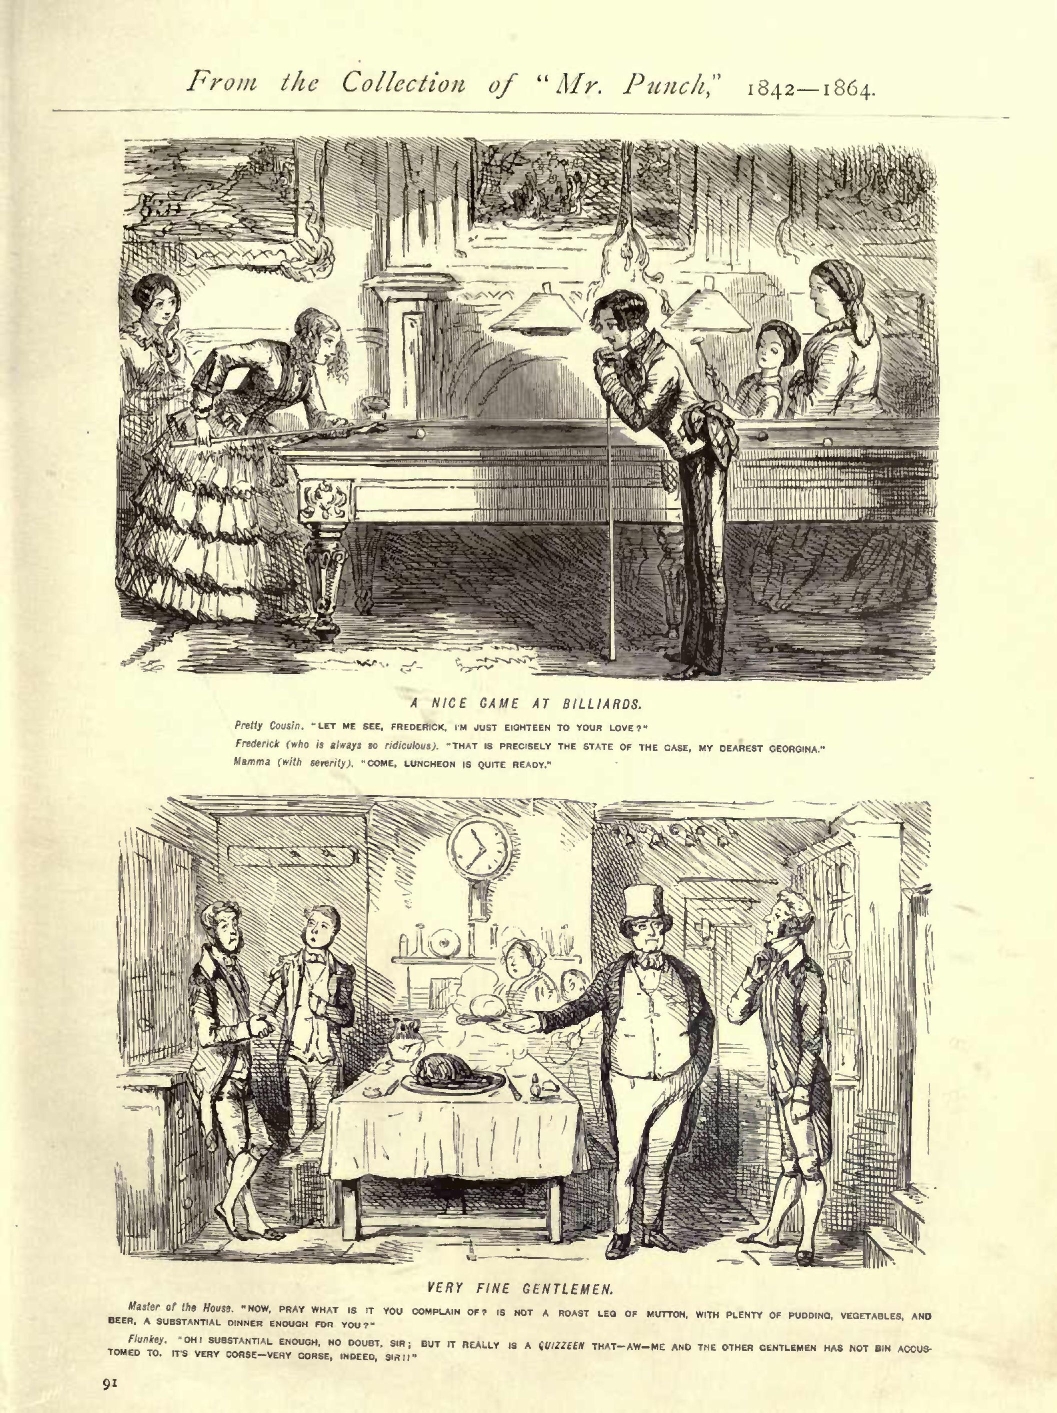 From the Collection of "Mr. Punch," 1842—1864.
A NICE GAME AT BILLIARDS.
Pretty Cousin. "LET ME SEE, FREDERICK, I'M JUST EIGHTEEN TO YOUR LOVE?"
Frederick (who is always so ridiculous). "THAT IS PRECISELY THE STATE OF THE CASE, MY DEAREST GEORGINA."
Mamma (with severity). "COME, LUNCHEON IS QUITE READY."
VERY FINE GENTLEMEN.
Master of the House. "NOW, PRAY WHAT IS IT YOU COMPLAIN OF? IS NOT A ROAST LEG OF MUTTON, WITH PLENTY OF PUDDING, VEGETABLES, AND
BEER, A SUBSTANTIAL DINNER ENOUGH FOR YOU?"
Flunkey. "OH! SUBSTANTIAL ENOUGH, NO DOUBT, SIR; BUT IT REALLY IS A QUIZZEEN THAT—AW—ME AND THE OTHER GENTLEMEN HAS NOT BIN ACCUS-
TOMED TO. IT'S VERY CORSE—VERY CORSE, INDEED, SIR!!"
91